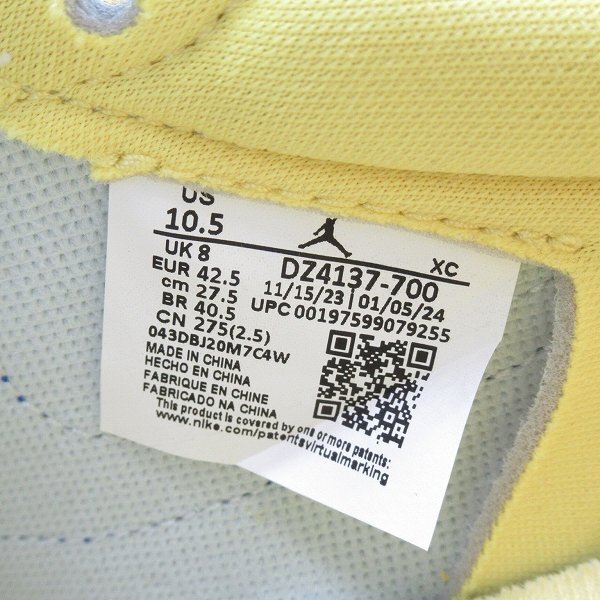 US
10.5
XC
UK 8
EUR 42.5
cm 27.5
BR 40.5
CN 275(2.5)
DZ4137-700
11/15/23 | 01/05/24
UPC 00197599079255
043DBJ20M7C4W
MADE IN CHINA
HECHO EN CHINA
FABRIQUE EN CHINE
FABRICADO NA CHINA
This product is covered by one or more patents:
www.nike.com/patentsvirtualmarking